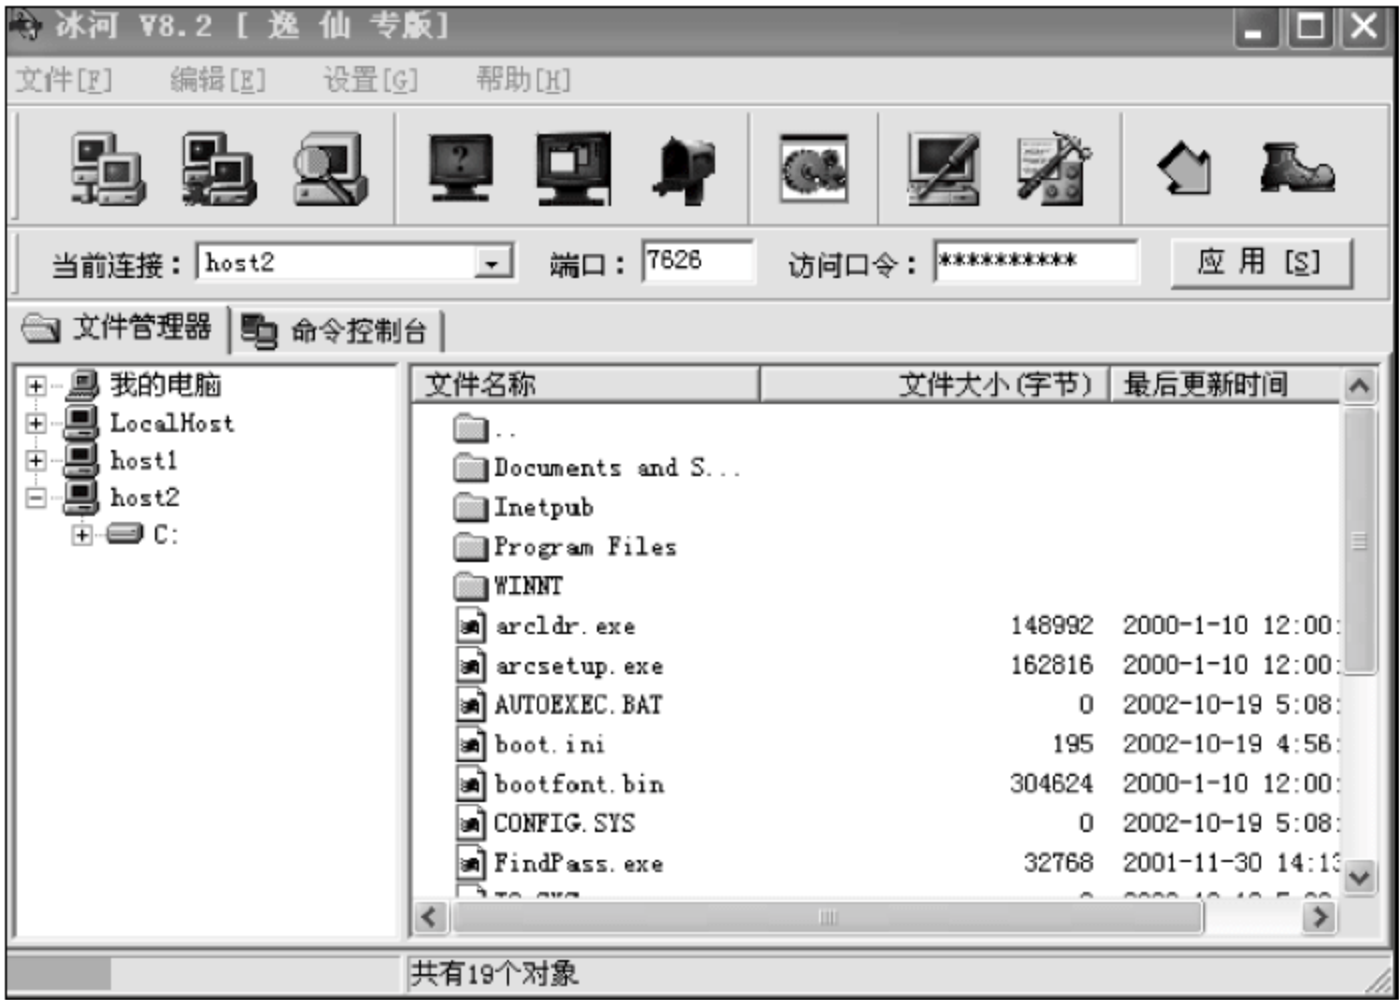 冰河 V8.2 [ 逸 仙 专版]
文件[F] 编辑[E] 设置[G] 帮助[H]
?
当前连接： host2 端口： 7626 访问口令： ********** 应 用 [S]
文件管理器 命令控制台
我的电脑
LocalHost
host1
host2
C:
文件名称 文件大小(字节) 最后更新时间
..
Documents and S...
Inetpub
Program Files
WINNT
arcldr.exe 148992 2000-1-10 12:00:
arcsetup.exe 162816 2000-1-10 12:00:
AUTOEXEC.BAT 0 2002-10-19 5:08:
boot.ini 195 2002-10-19 4:56:
bootfont.bin 304624 2000-1-10 12:00:
CONFIG.SYS 0 2002-10-19 5:08:
FindPass.exe 32768 2001-11-30 14:13
共有19个对象